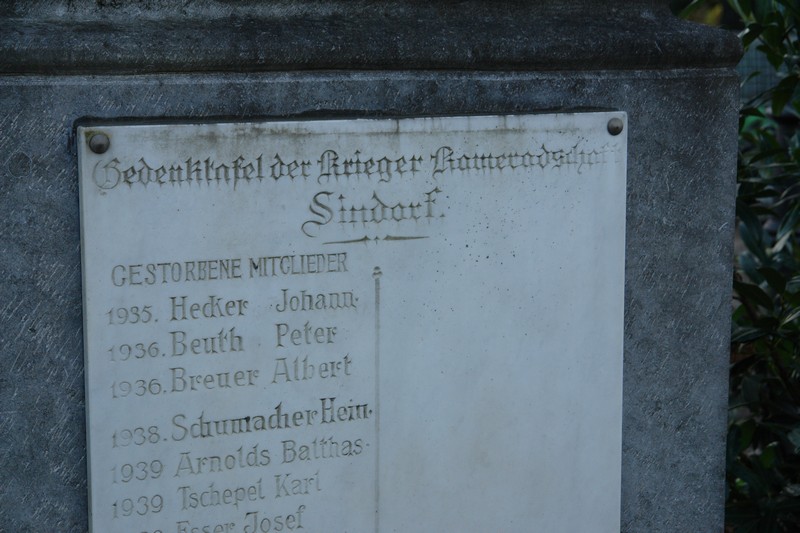 Gedenktafel der Krieger Kameradschaft
Sindorf.
GESTORBENE MITGLIEDER
1935. Hecker Johann.
1936. Beuth Peter
1936. Breuer Albert
1938. Schumacher Hein.
1939 Arnolds Balthas.
1939 Tschepel Karl
Esser Josef